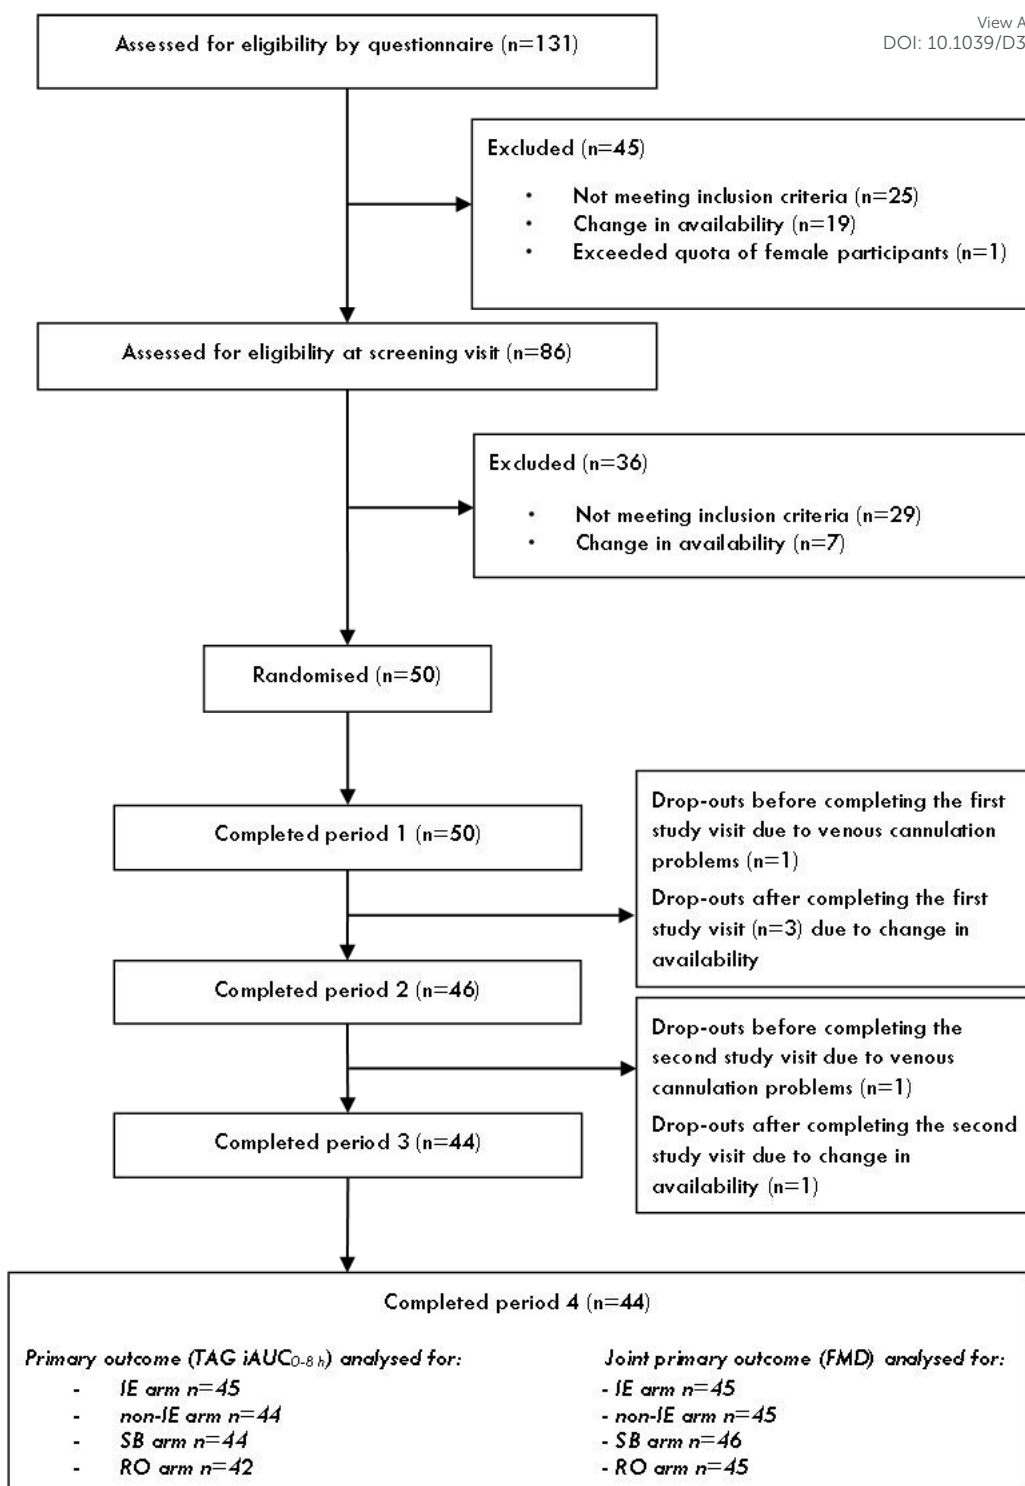 View A
DOI: 10.1039/D3
Assessed for eligibility by questionnaire (n=131)
Excluded (n=45)
• Not meeting inclusion criteria (n=25)
• Change in availability (n=19)
• Exceeded quota of female participants (n=1)
Assessed for eligibility at screening visit (n=86)
Excluded (n=36)
• Not meeting inclusion criteria (n=29)
• Change in availability (n=7)
Randomised (n=50)
Completed period 1 (n=50)
Drop-outs before completing the first
study visit due to venous cannulation
problems (n=1)
Drop-outs after completing the first
study visit (n=3) due to change in
availability
Completed period 2 (n=46)
Drop-outs before completing the
second study visit due to venous
cannulation problems (n=1)
Drop-outs after completing the second
study visit due to change in
availability (n=1)
Completed period 3 (n=44)
Completed period 4 (n=44)
Primary outcome (TAG iAUC0-8 h) analysed for:
- IE arm n=45
- non-IE arm n=44
- SB arm n=44
- RO arm n=42
Joint primary outcome (FMD) analysed for:
- IE arm n=45
- non-IE arm n=45
- SB arm n=46
- RO arm n=45